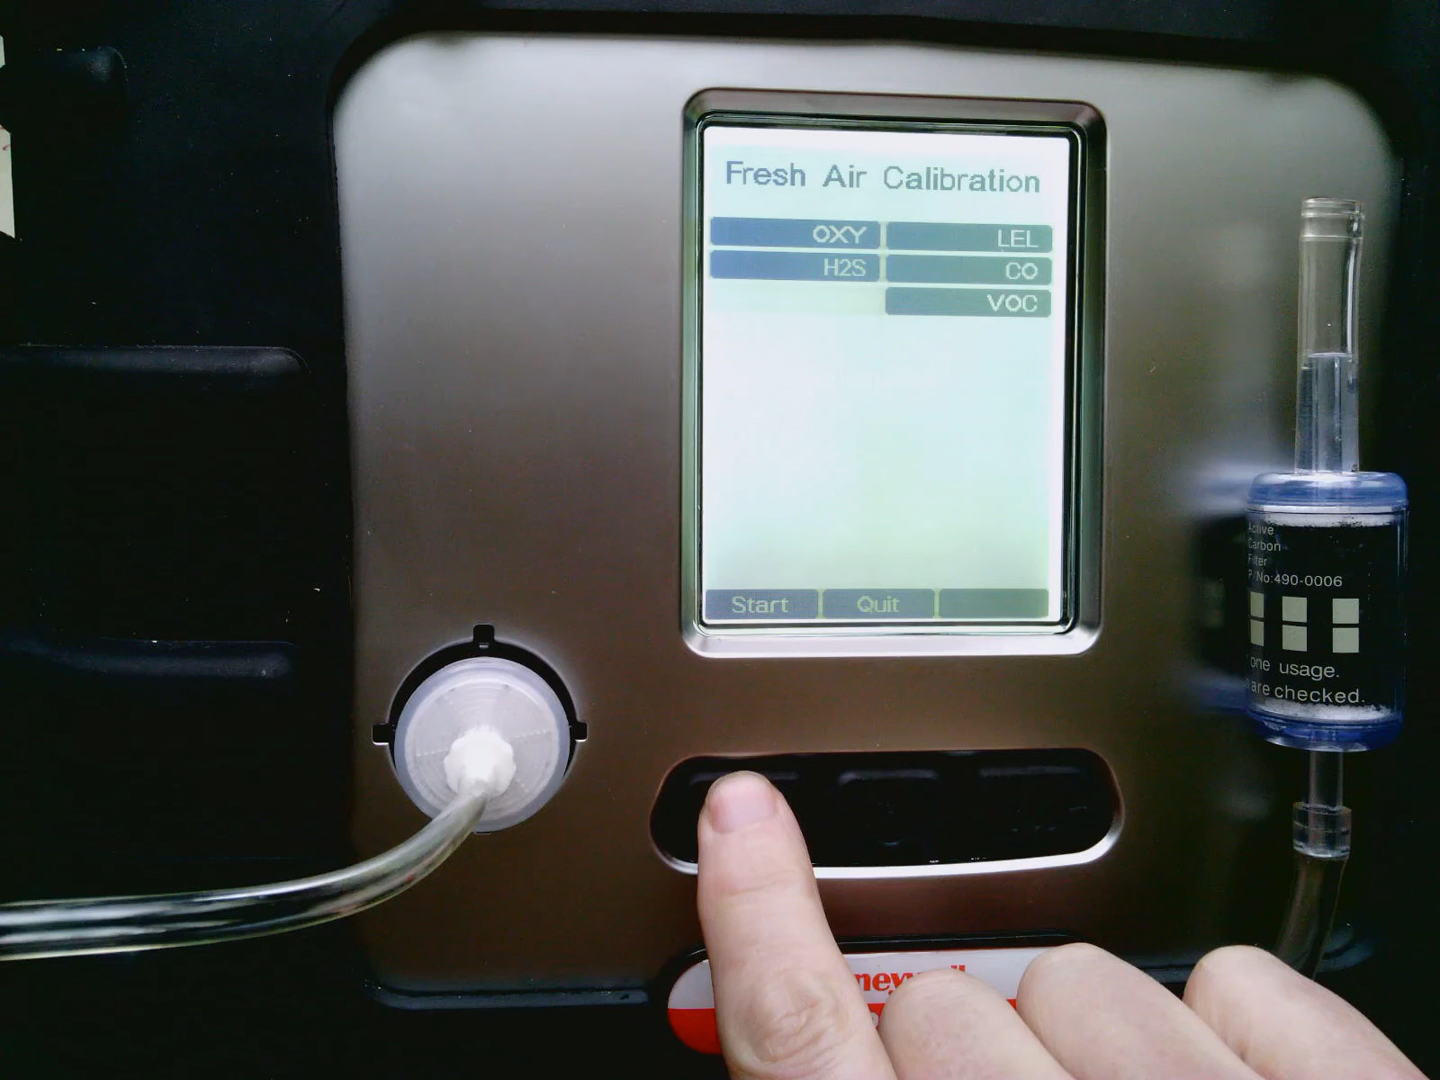 Fresh Air Calibration
OXY LEL
H2S CO
VOC
Start Quit
Active
Carbon
Filter
P/No:490-0006
one usage.
are checked.